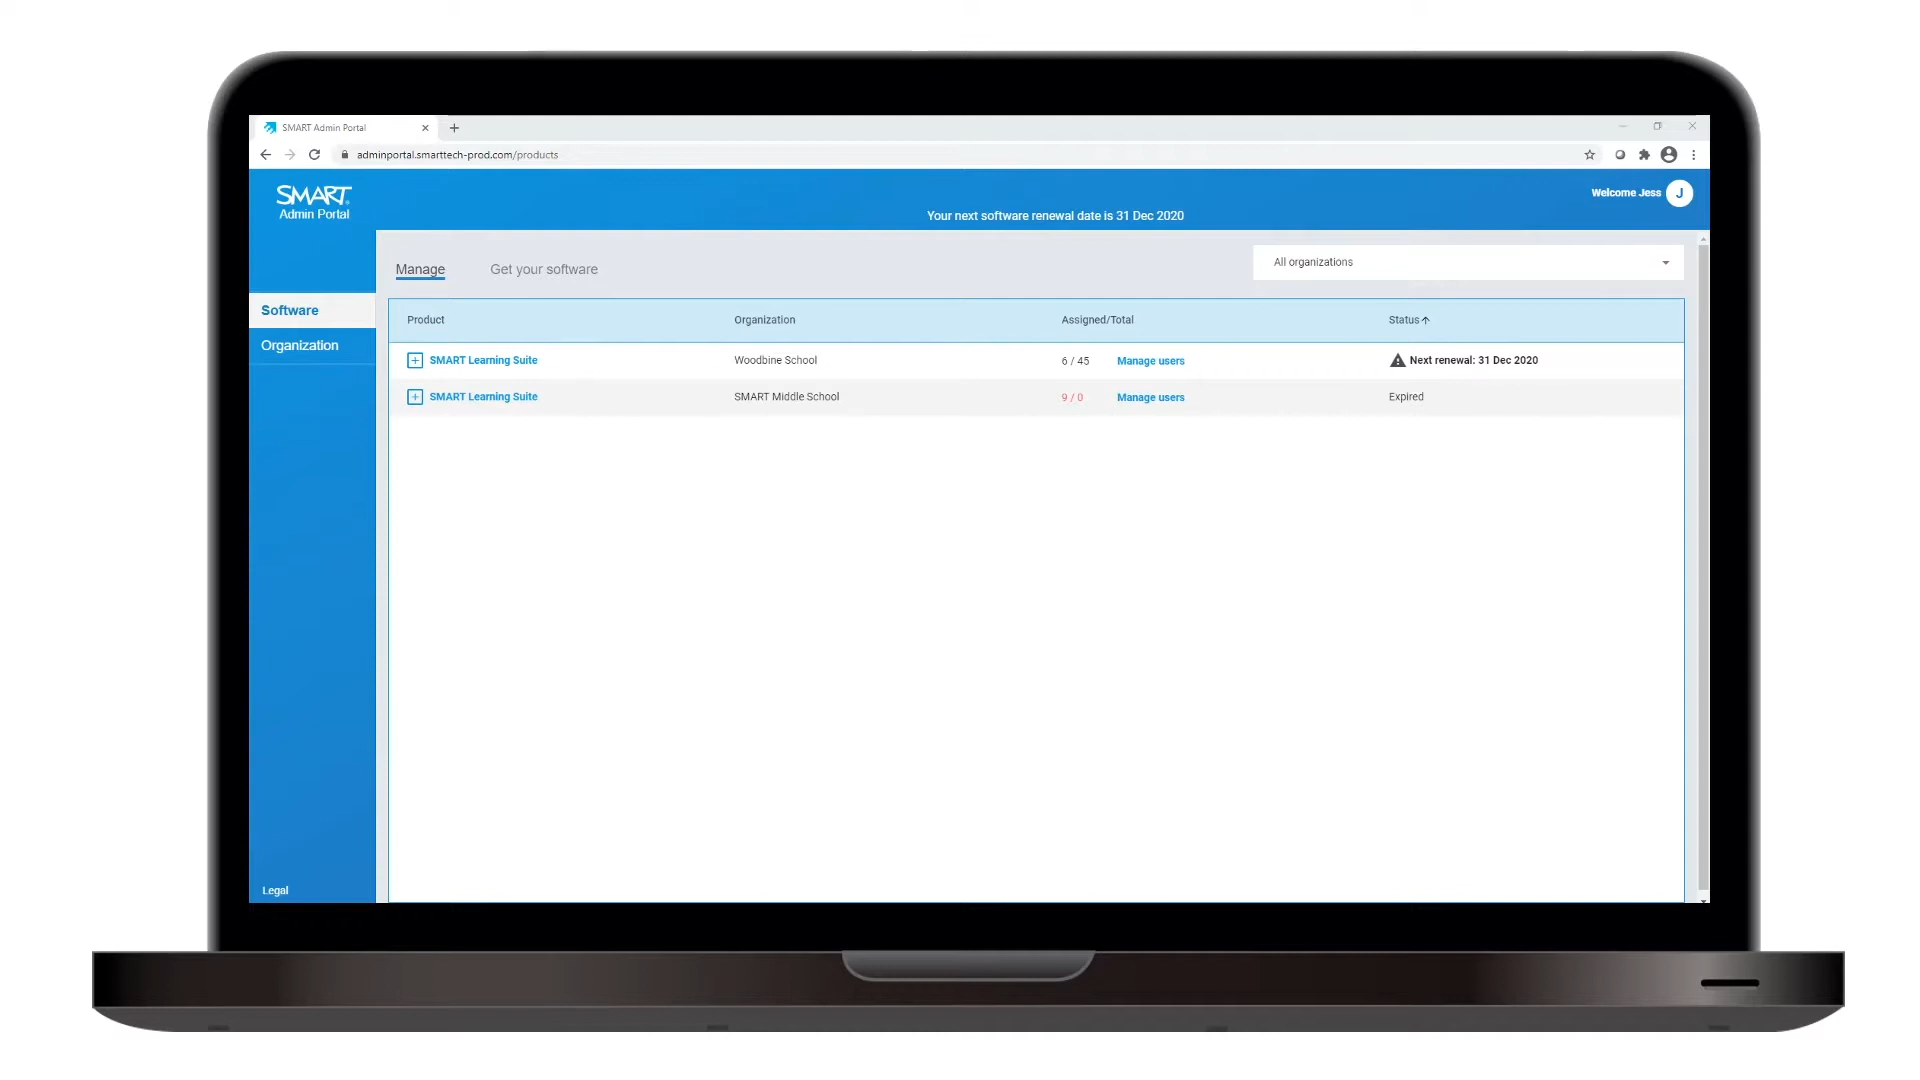 SMART Admin Portal
adminportal.smarttech-prod.com/products
SMART
Admin Portal
Welcome Jess J
Your next software renewal date is 31 Dec 2020
Manage Get your software All organizations
Software
Organization
Product Organization Assigned/Total Status
SMART Learning Suite Woodbine School 6 / 45 Manage users Next renewal: 31 Dec 2020
SMART Learning Suite SMART Middle School 9 / 0 Manage users Expired
Legal